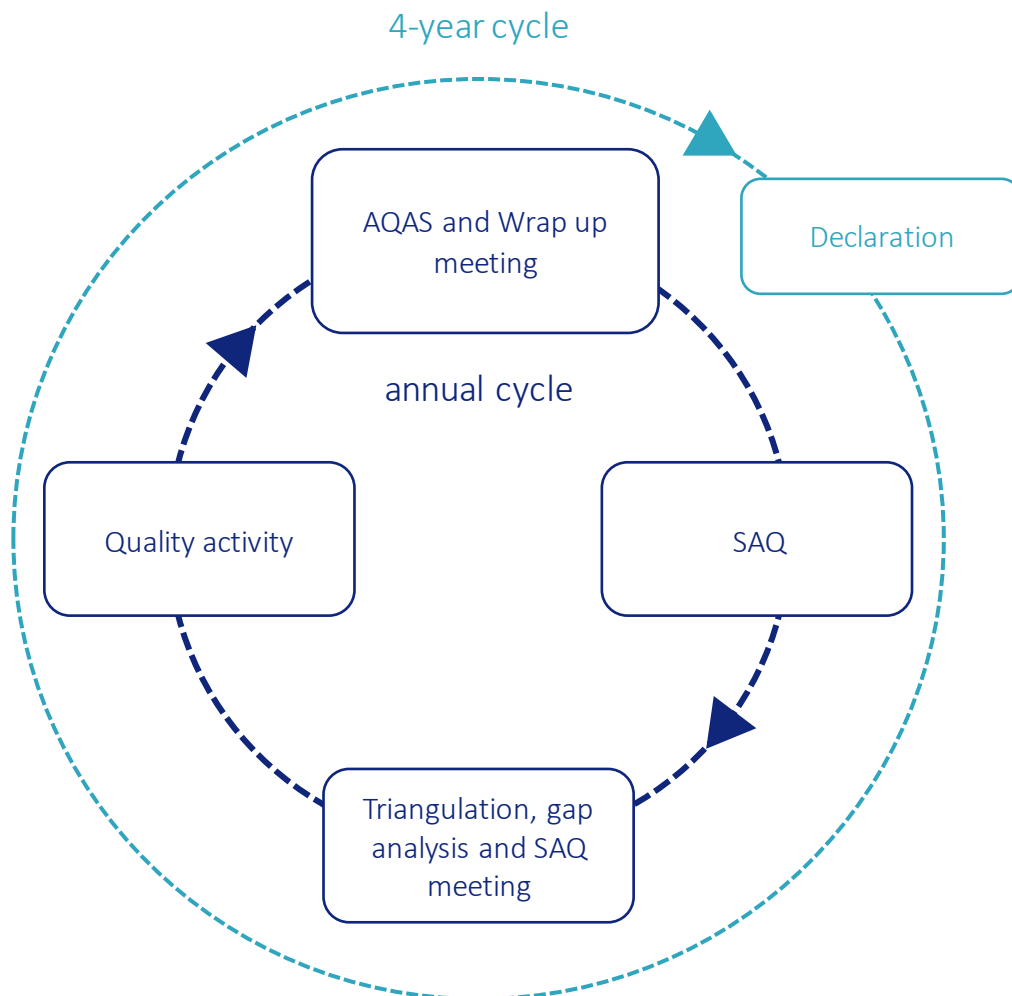 4-year cycle
AQAS and Wrap up
meeting
Declaration
annual cycle
Quality activity
SAQ
Triangulation, gap
analysis and SAQ
meeting